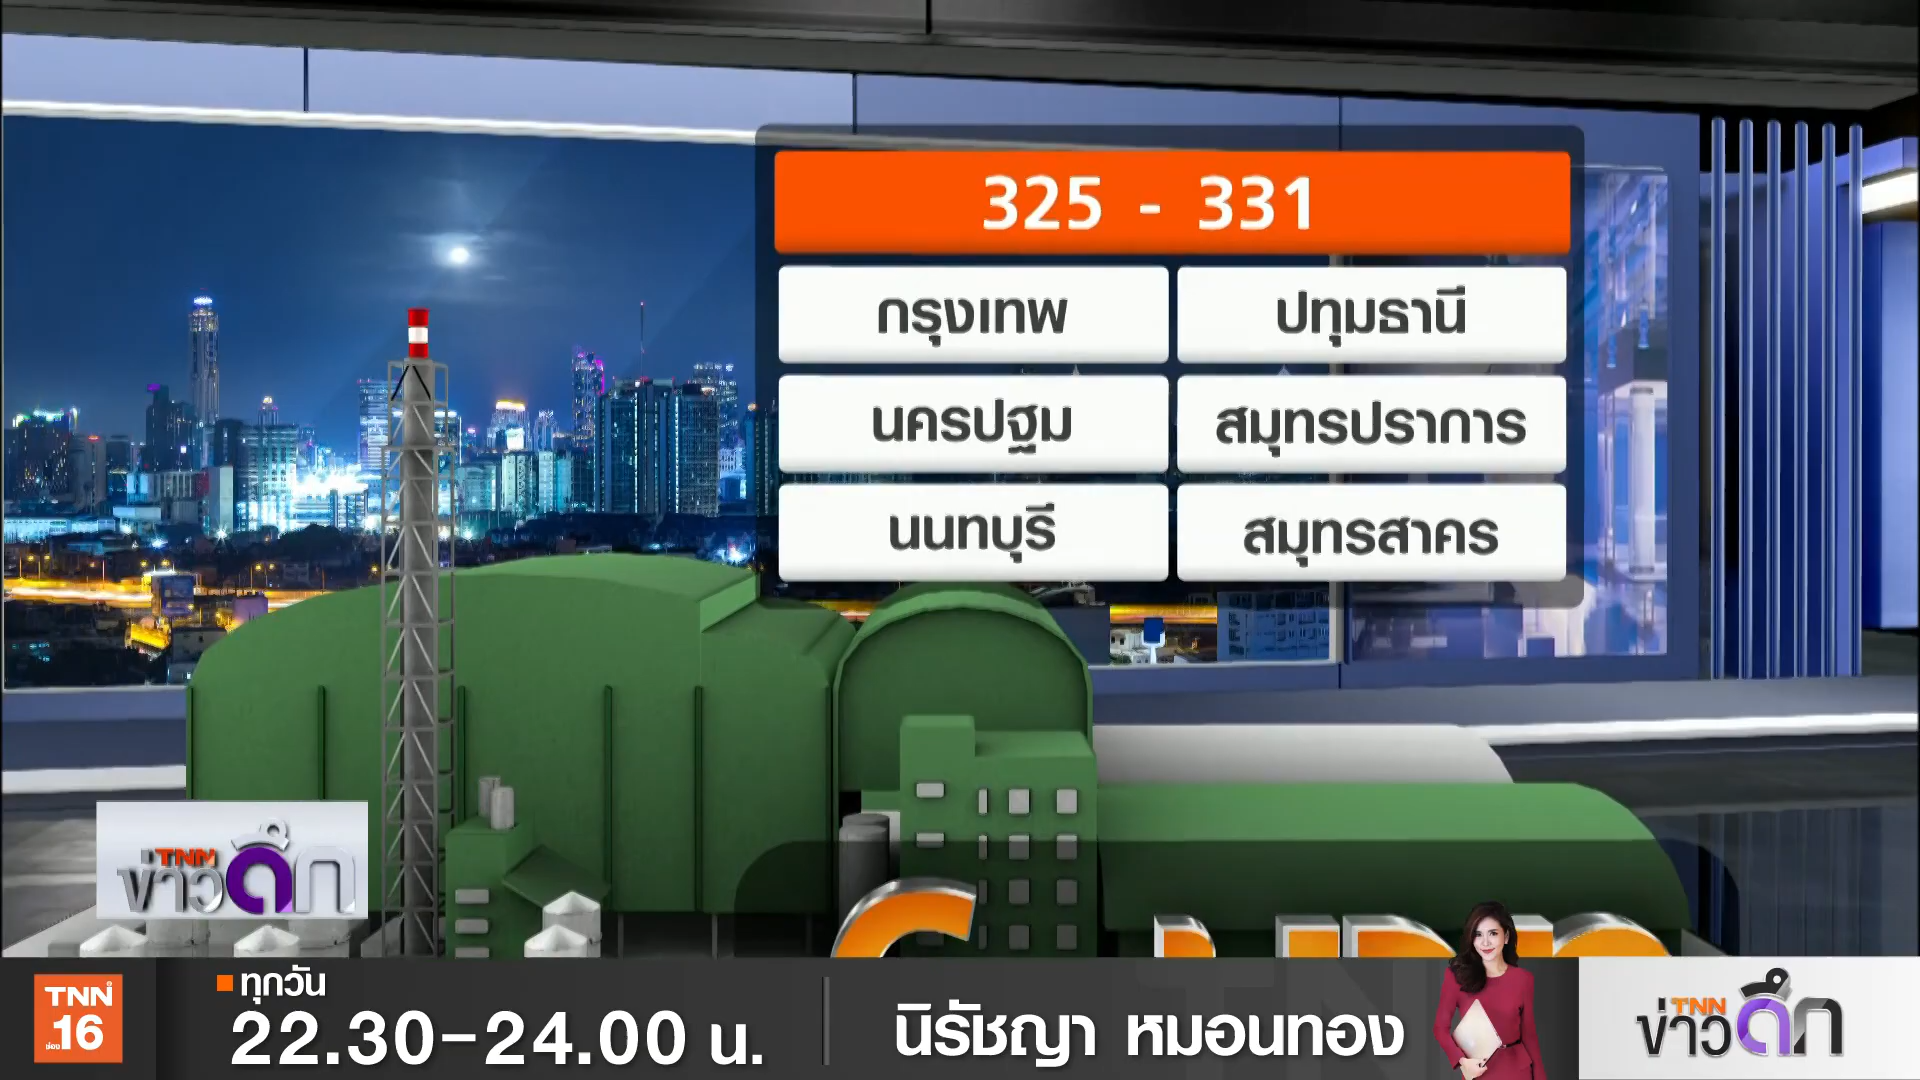 325 - 331
กรุงเทพ
ปทุมธานี
นครปฐม
สมุทรปราการ
นนทบุรี
สมุทรสาคร
TNN
ข่าวดึก
TNN
ช่อง 16
ทุกวัน
22.30-24.00 น.
นิรัชญา หมอนทอง
TNN
ข่าวดึก